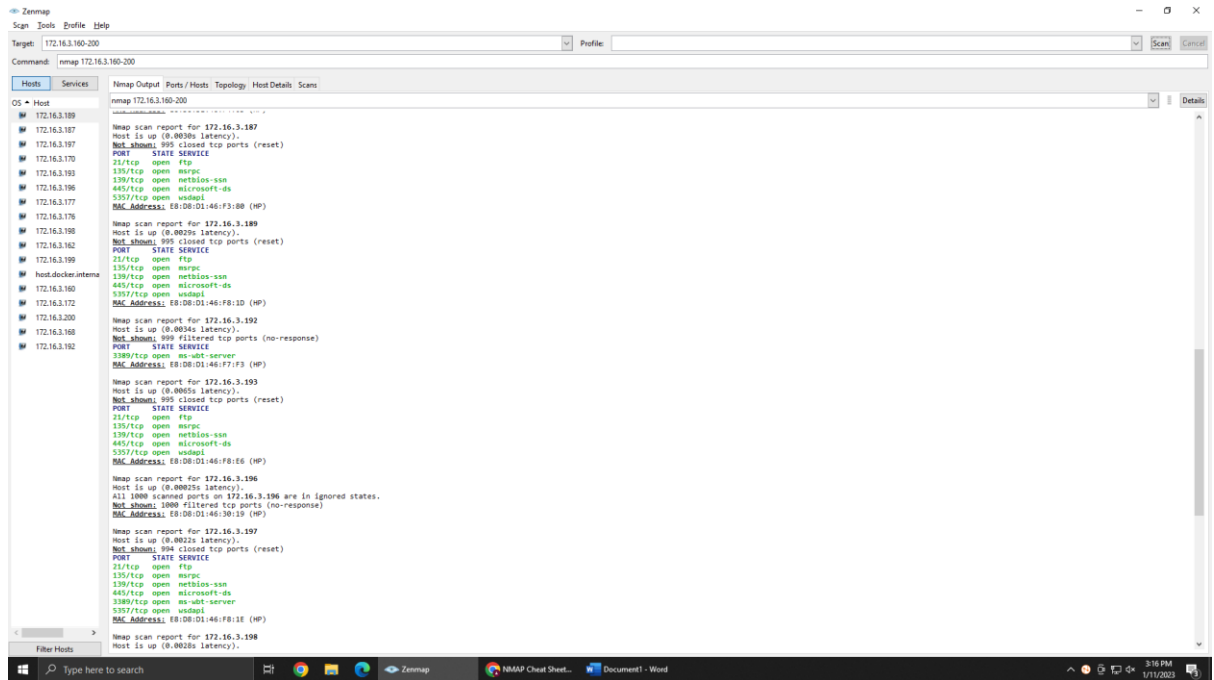 Zenmap
Scan Tools Profile Help
Target: 172.16.3.160-200 Profile: Scan Cancel
Command: nmap 172.16.3.160-200
Hosts Services Nmap Output Ports / Hosts Topology Host Details Scans
OS Host
nmap 172.16.3.160-200 Details
172.16.3.189
172.16.3.187
172.16.3.197
172.16.3.170
172.16.3.193
172.16.3.196
172.16.3.177
172.16.3.176
172.16.3.198
172.16.3.162
172.16.3.199
host.docker.interna
172.16.3.160
172.16.3.172
172.16.3.200
172.16.3.168
172.16.3.192
Filter Hosts
Nmap scan report for 172.16.3.187
Host is up (0.0030s latency).
Not shown: 995 closed tcp ports (reset)
PORT STATE SERVICE
21/tcp open ftp
135/tcp open msrpc
139/tcp open netbios-ssn
445/tcp open microsoft-ds
5357/tcp open wsdapi
MAC Address: E8:D8:D1:46:F3:80 (HP)
Nmap scan report for 172.16.3.189
Host is up (0.0029s latency).
Not shown: 995 closed tcp ports (reset)
PORT STATE SERVICE
21/tcp open ftp
135/tcp open msrpc
139/tcp open netbios-ssn
445/tcp open microsoft-ds
5357/tcp open wsdapi
MAC Address: E8:D8:D1:46:F8:1D (HP)
Nmap scan report for 172.16.3.192
Host is up (0.0034s latency).
Not shown: 999 filtered tcp ports (no-response)
PORT STATE SERVICE
3389/tcp open ms-wbt-server
MAC Address: E8:D8:D1:46:F7:F3 (HP)
Nmap scan report for 172.16.3.193
Host is up (0.0065s latency).
Not shown: 995 closed tcp ports (reset)
PORT STATE SERVICE
21/tcp open ftp
135/tcp open msrpc
139/tcp open netbios-ssn
445/tcp open microsoft-ds
5357/tcp open wsdapi
MAC Address: E8:D8:D1:46:F8:E6 (HP)
Nmap scan report for 172.16.3.196
Host is up (0.00025s latency).
All 1000 scanned ports on 172.16.3.196 are in ignored states.
Not shown: 1000 filtered tcp ports (no-response)
MAC Address: E8:D8:D1:46:30:19 (HP)
Nmap scan report for 172.16.3.197
Host is up (0.0022s latency).
Not shown: 994 closed tcp ports (reset)
PORT STATE SERVICE
21/tcp open ftp
135/tcp open msrpc
139/tcp open netbios-ssn
445/tcp open microsoft-ds
3389/tcp open ms-wbt-server
5357/tcp open wsdapi
MAC Address: E8:D8:D1:46:F8:1E (HP)
Nmap scan report for 172.16.3.198
Host is up (0.0028s latency).
Type here to search Zenmap NMAP Cheat Sheet... Document1 - Word 3:16 PM
1/11/2023